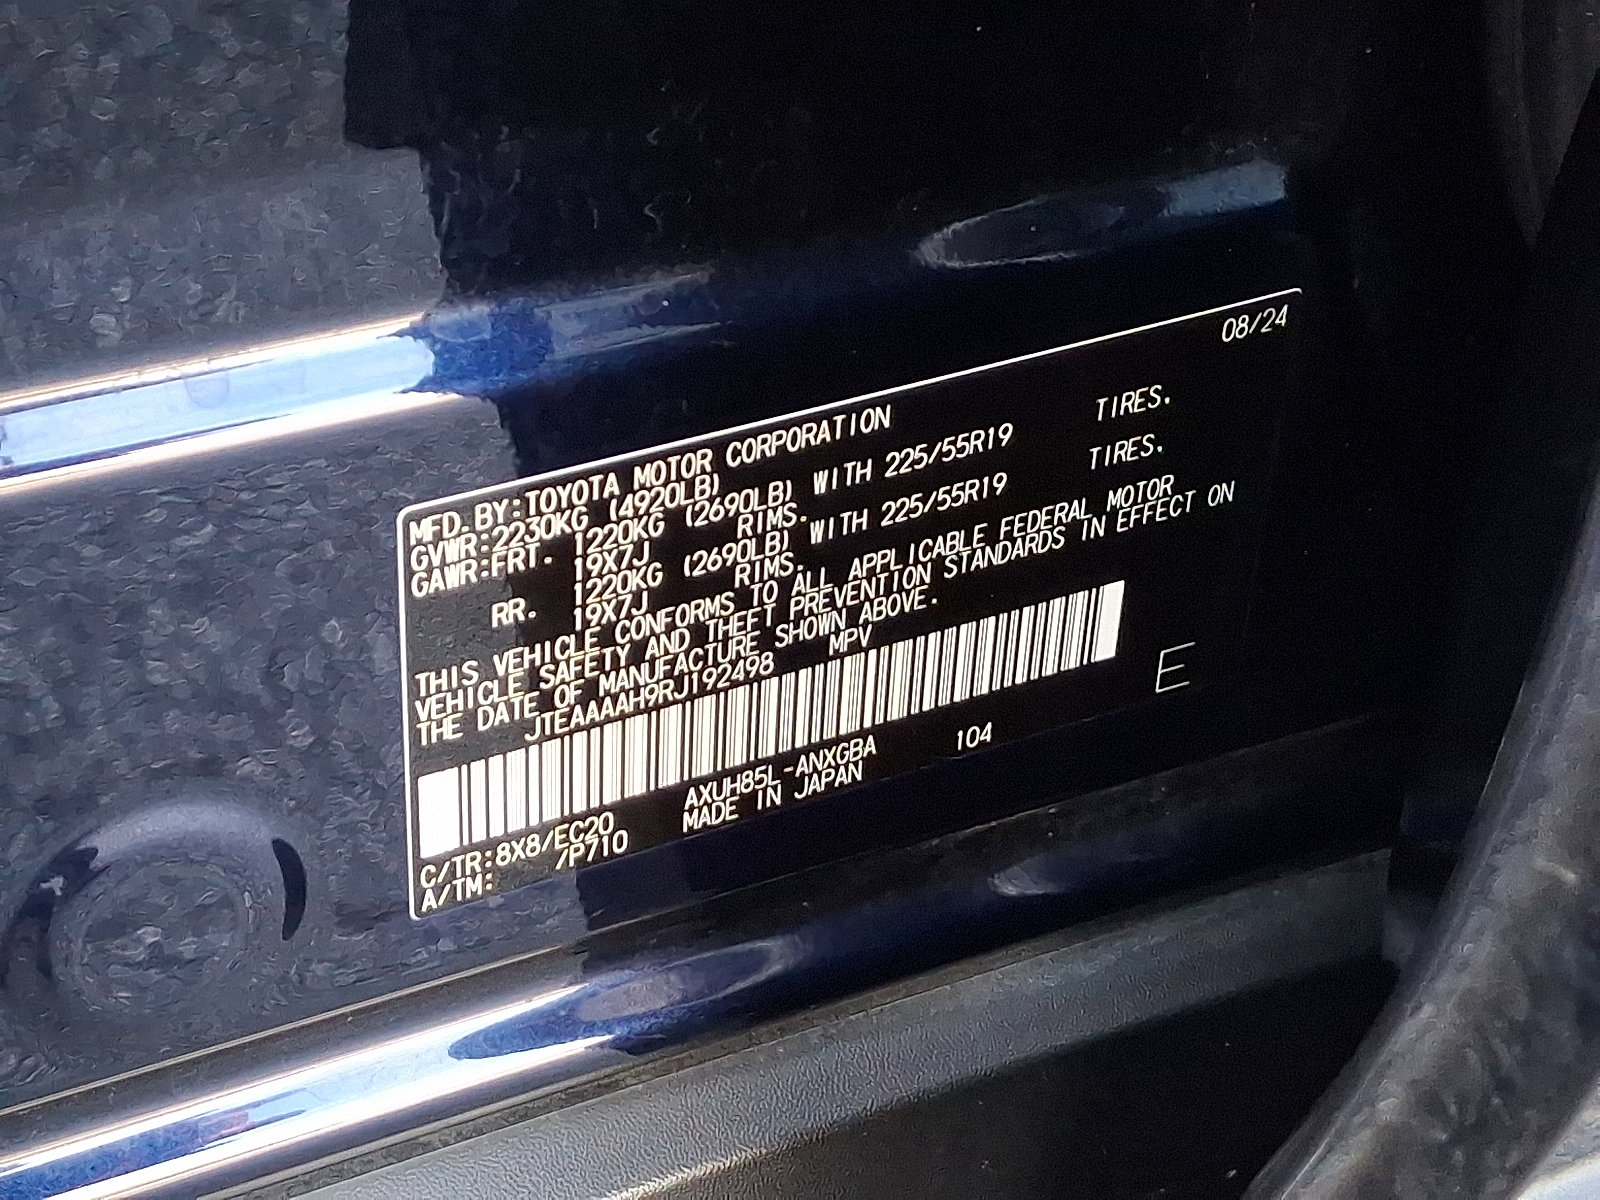 08/24
MFD.BY:TOYOTA MOTOR CORPORATION
GVWR:2230KG (4920LB)
GAWR:FRT. 1220KG (2690LB) WITH 225/55R19 TIRES.
19X7J RIMS.
RR. 1220KG (2690LB) WITH 225/55R19 TIRES.
19X7J RIMS.
THIS VEHICLE CONFORMS TO ALL APPLICABLE FEDERAL MOTOR
VEHICLE SAFETY AND THEFT PREVENTION STANDARDS IN EFFECT ON
THE DATE OF MANUFACTURE SHOWN ABOVE.
JTEAAAAH9RJ192498 MPV
E
C/TR:8X8/EC20 AXUH85L-ANXGBA 104
A/TM: /P710 MADE IN JAPAN